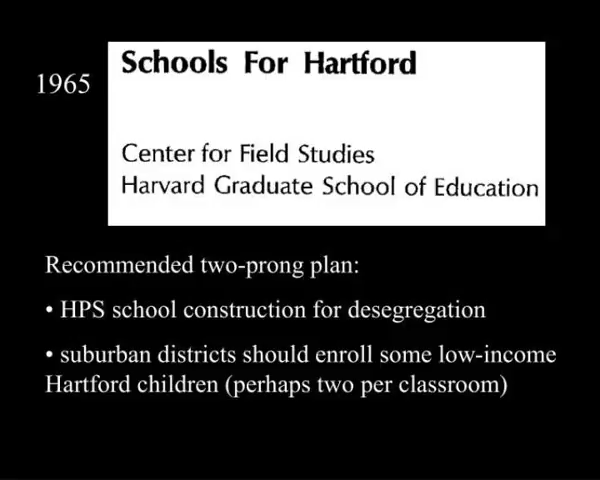 1965
Schools For Hartford
Center for Field Studies
Harvard Graduate School of Education
Recommended two-prong plan:
• HPS school construction for desegregation
• suburban districts should enroll some low-income
Hartford children (perhaps two per classroom)